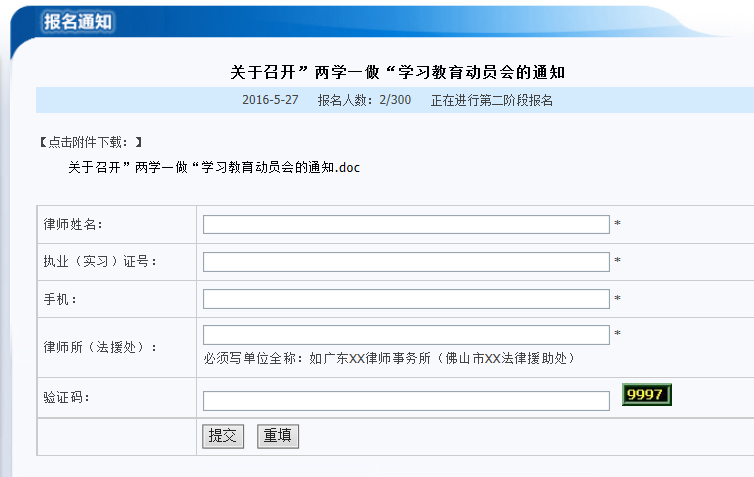 报名通知
关于召开”两学一做“学习教育动员会的通知
2016-5-27 报名人数：2/300 正在进行第二阶段报名
【点击附件下载：】
关于召开”两学一做“学习教育动员会的通知.doc
律师姓名： *
执业（实习）证号： *
手机： *
律师所（法援处）： *
必须写单位全称：如广东XX律师事务所（佛山市XX法律援助处）
验证码： 9997
提交 重填